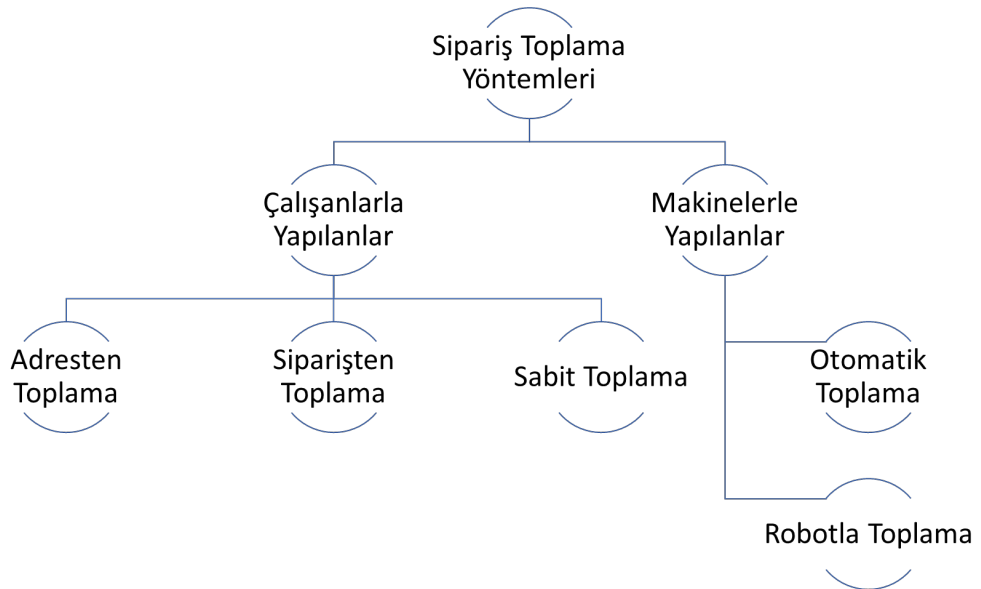 Sipariş Toplama
Yöntemleri
Çalışanlarla
Yapılanlar
Makinelerle
Yapılanlar
Adresten
Toplama
Siparişten
Toplama
Sabit Toplama
Otomatik
Toplama
Robotla Toplama